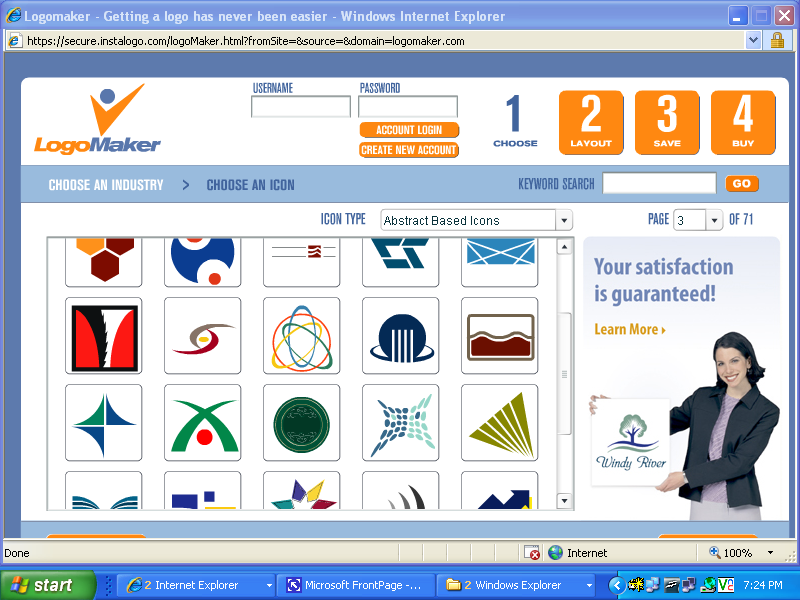 Logomaker - Getting a logo has never been easier - Windows Internet Explorer
https://secure.instalogo.com/logoMaker.html?fromSite=&source=&domain=logomaker.com
LogoMaker
USERNAME
PASSWORD
ACCOUNT LOGIN
CREATE NEW ACCOUNT
1
CHOOSE
2
LAYOUT
3
SAVE
4
BUY
CHOOSE AN INDUSTRY > CHOOSE AN ICON
KEYWORD SEARCH
GO
ICON TYPE
Abstract Based Icons
PAGE 3 OF 71
Your satisfaction
is guaranteed!
Learn More
Windy River
Done
Internet
100%
start
2 Internet Explorer
Microsoft FrontPage -...
2 Windows Explorer
7:24 PM